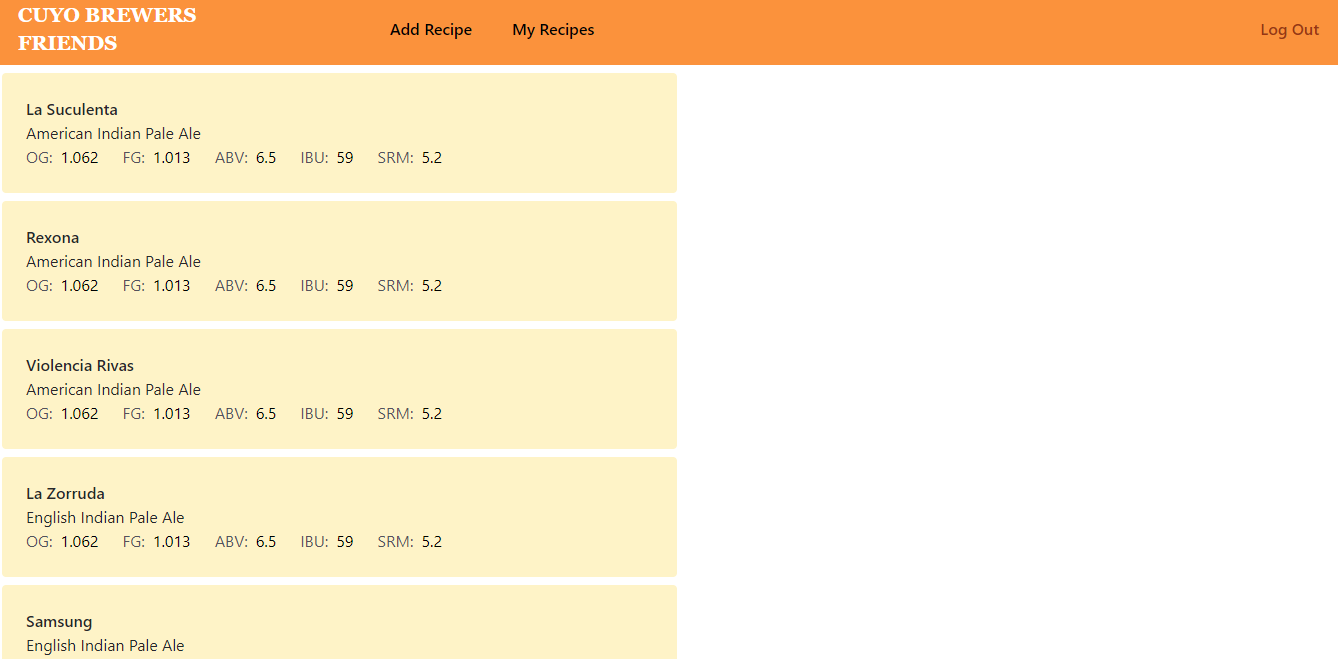 CUYO BREWERS
FRIENDS
Add Recipe
My Recipes
Log Out
La Suculenta
American Indian Pale Ale
OG: 1.062 FG: 1.013 ABV: 6.5 IBU: 59 SRM: 5.2
Rexona
American Indian Pale Ale
OG: 1.062 FG: 1.013 ABV: 6.5 IBU: 59 SRM: 5.2
Violencia Rivas
American Indian Pale Ale
OG: 1.062 FG: 1.013 ABV: 6.5 IBU: 59 SRM: 5.2
La Zorruda
English Indian Pale Ale
OG: 1.062 FG: 1.013 ABV: 6.5 IBU: 59 SRM: 5.2
Samsung
English Indian Pale Ale